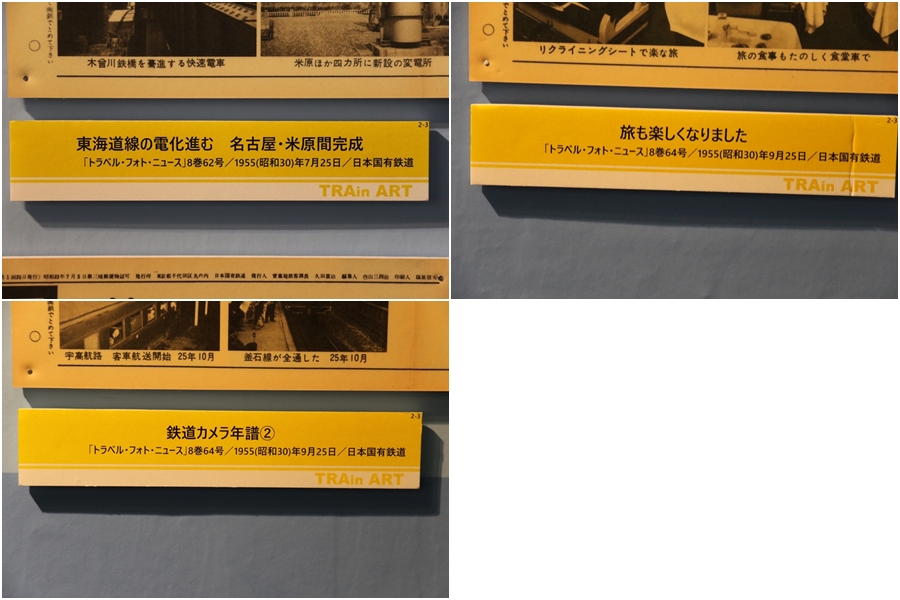 木曾川鉄橋を驀進する快速電車
米原ほか四カ所に新設の変電所
2-3
東海道線の電化進む　名古屋・米原間完成
「トラベル・フォト・ニュース」8巻62号／1955(昭和30)年7月25日／日本国有鉄道
TRAin ART
リクライニングシートで楽な旅
旅の食事もたのしく食堂車で
2-3
旅も楽しくなりました
「トラベル・フォト・ニュース」8巻64号／1955(昭和30)年9月25日／日本国有鉄道
TRAin ART
宇高航路　客車航送開始　25年10月
釜石線が全通した　25年10月
2-3
鉄道カメラ年譜②
「トラベル・フォト・ニュース」8巻64号／1955(昭和30)年9月25日／日本国有鉄道
TRAin ART